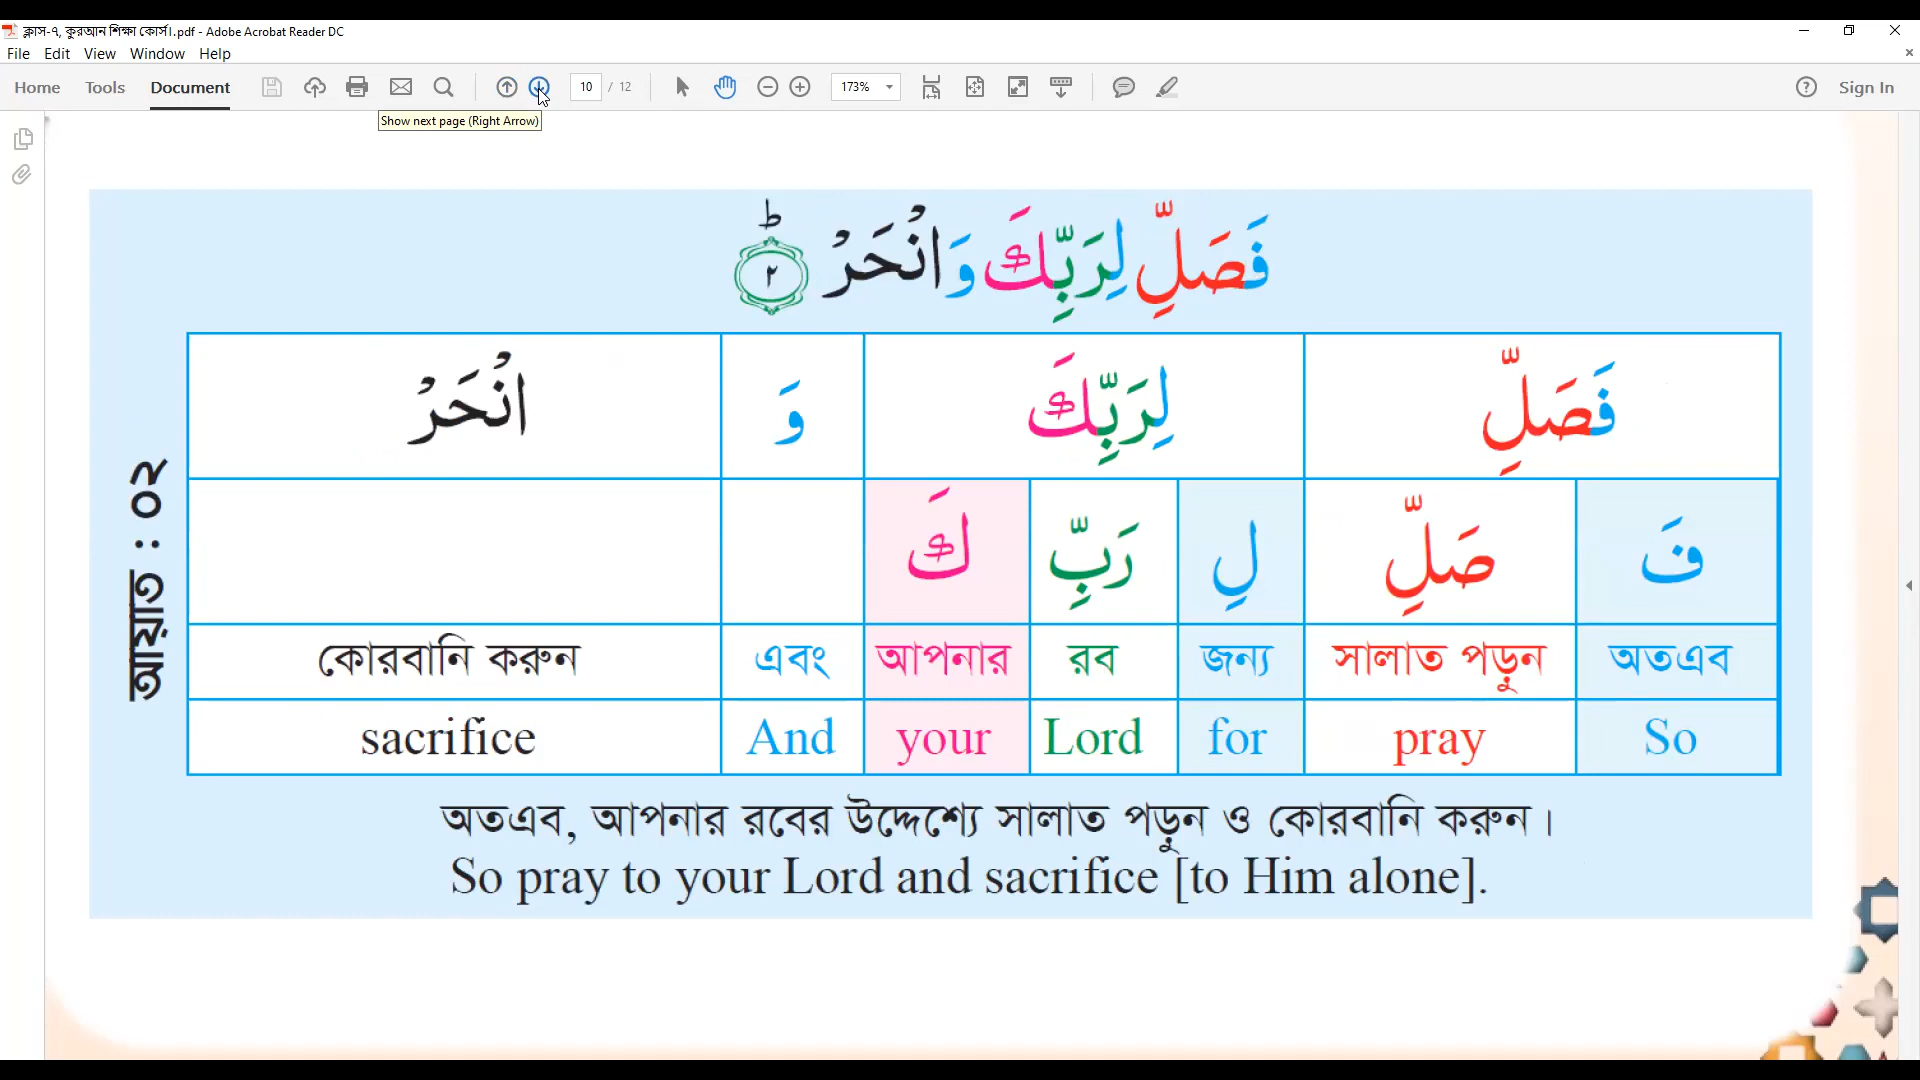 ক্লাস-৭, কুরআন শিক্ষা কোর্স।.pdf - Adobe Acrobat Reader DC
File Edit View Window Help
Home Tools Document 10 / 12 173% Sign In
Show next page (Right Arrow)
فَصَلِّ لِرَبِّكَ وَانْحَرْ ؕ ﴿٢﴾
فَصَلِّ لِرَبِّكَ وَ انْحَرْ
فَ صَلِّ لِ رَبِّ كَ
আয়াত : ০২
কোরবানি করুন এবং আপনার রব জন্য সালাত পড়ুন অতএব
sacrifice And your Lord for pray So
অতএব, আপনার রবের উদ্দেশ্যে সালাত পড়ুন ও কোরবানি করুন।
So pray to your Lord and sacrifice [to Him alone].